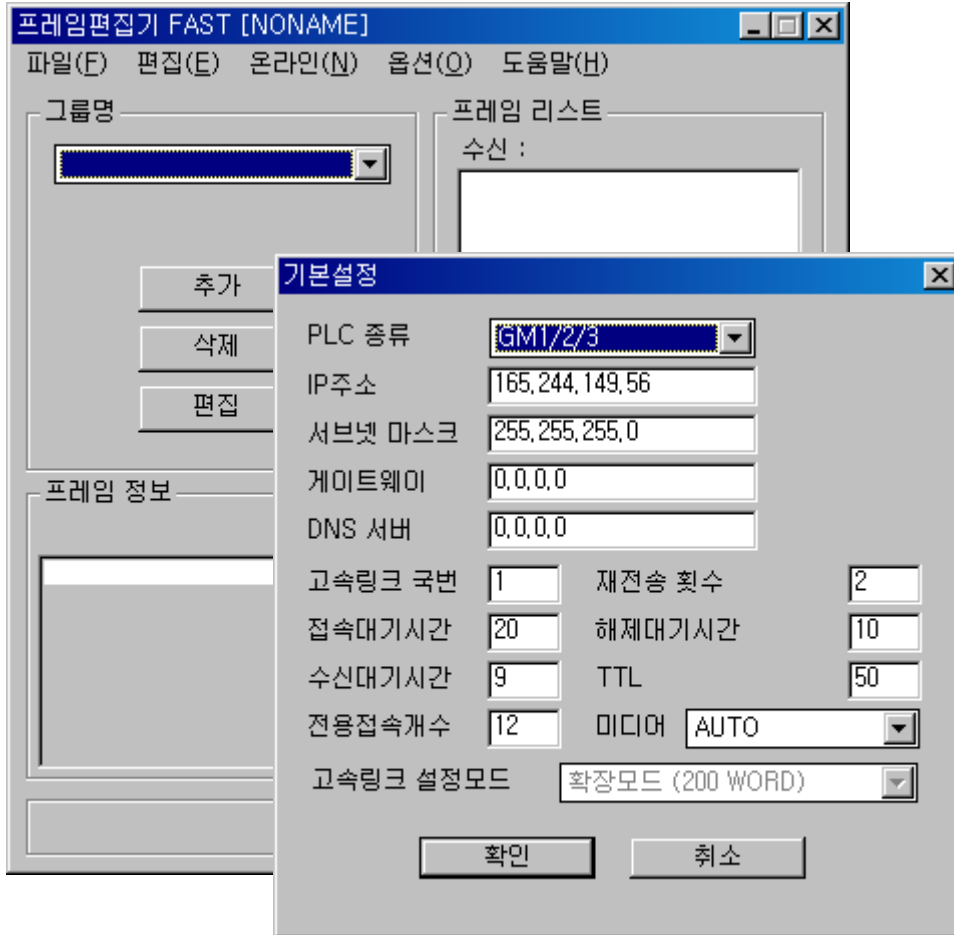 프레임편집기 FAST [NONAME]
파일(F) 편집(E) 온라인(N) 옵션(O) 도움말(H)
그룹명
프레임 리스트
수신 :
추가
삭제
편집
프레임 정보
기본설정
PLC 종류 GM1/2/3
IP주소 165,244,149,56
서브넷 마스크 255,255,255,0
게이트웨이 0,0,0,0
DNS 서버 0,0,0,0
고속링크 국번 1 재전송 횟수 2
접속대기시간 20 해제대기시간 10
수신대기시간 9 TTL 50
전용접속개수 12 미디어 AUTO
고속링크 설정모드 확장모드 (200 WORD)
확인 취소